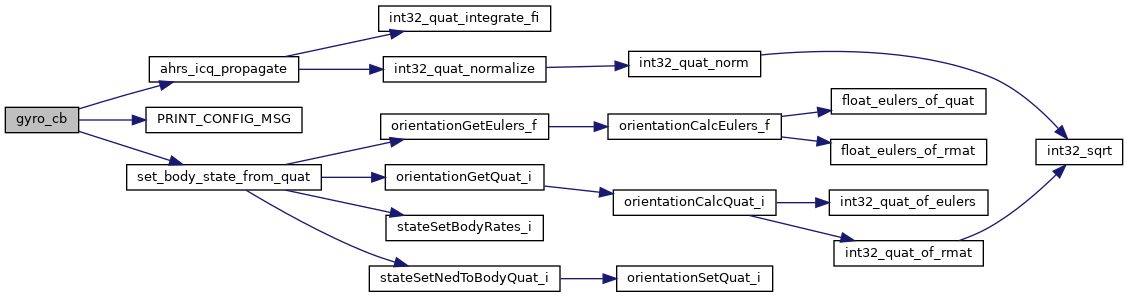 gyro_cb
ahrs_icq_propagate
PRINT_CONFIG_MSG
set_body_state_from_quat
int32_quat_integrate_fi
int32_quat_normalize
orientationGetEulers_f
orientationGetQuat_i
stateSetBodyRates_i
stateSetNedToBodyQuat_i
int32_quat_norm
orientationCalcEulers_f
orientationCalcQuat_i
orientationSetQuat_i
float_eulers_of_quat
float_eulers_of_rmat
int32_quat_of_eulers
int32_quat_of_rmat
int32_sqrt